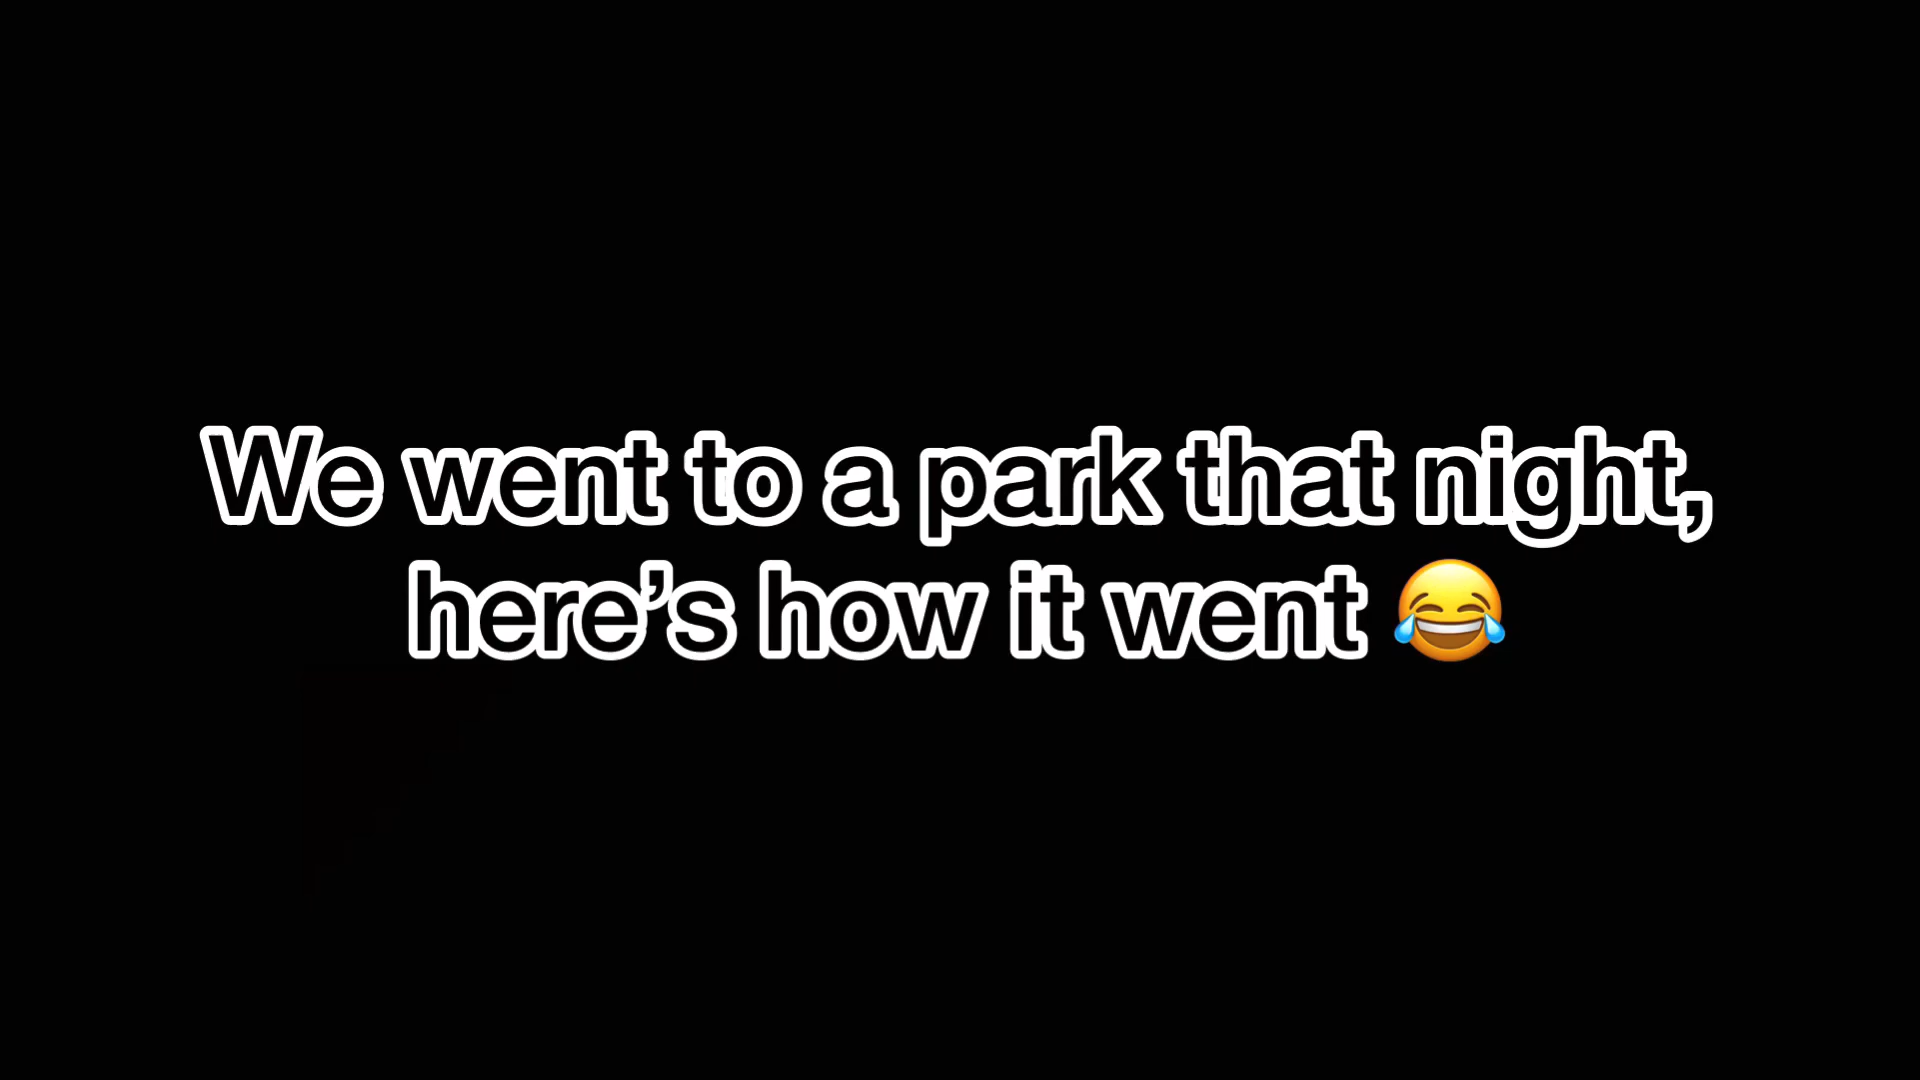 We went to a park that night,
here’s how it went 😂